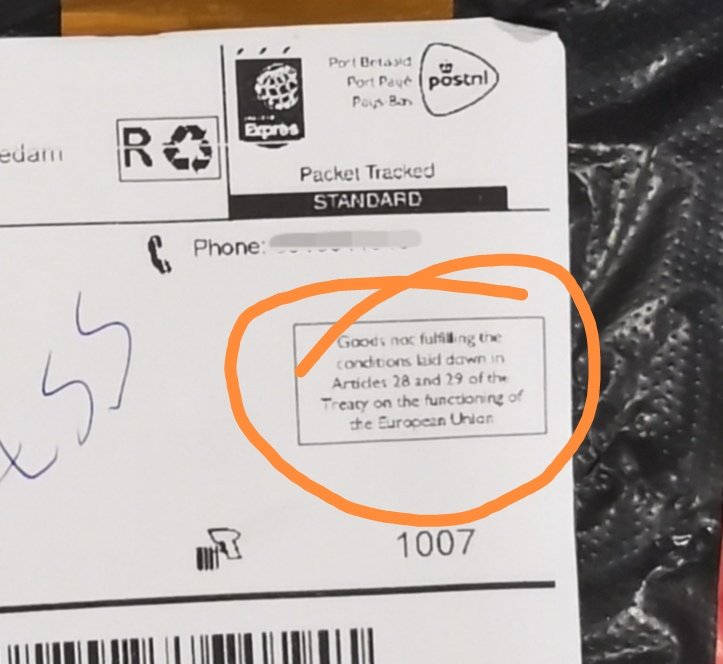 Port Betaald
Port Payé
Pays-Bas
postnl
Exprès
edam
R
Packet Tracked
STANDARD
Phone:
Goods not fulfilling the
conditions laid down in
Articles 28 and 29 of the
Treaty on the functioning of
the European Union
1007